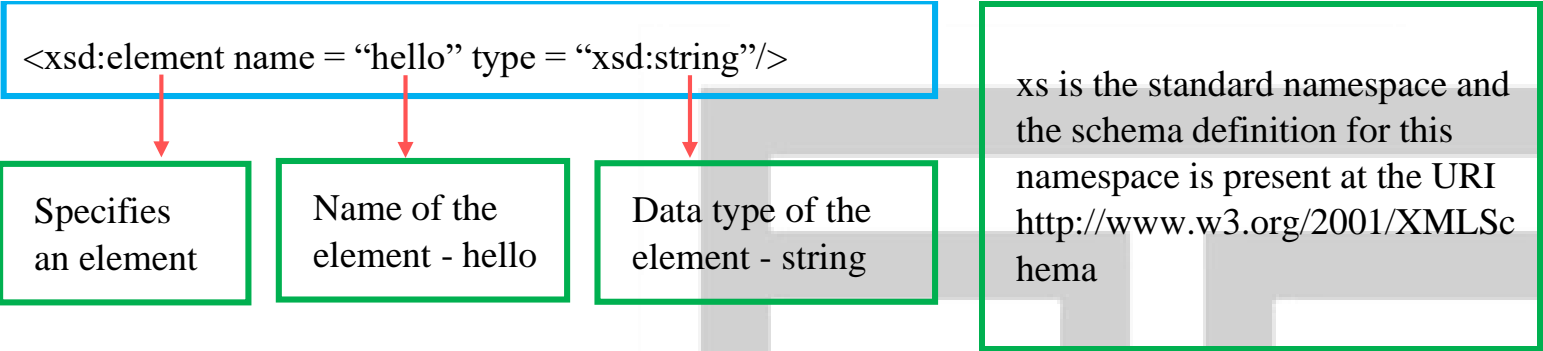 <xsd:element name = “hello” type = “xsd:string”/>
Specifies
an element
Name of the
element - hello
Data type of the
element - string
xs is the standard namespace and
the schema definition for this
namespace is present at the URI
http://www.w3.org/2001/XMLSc
hema